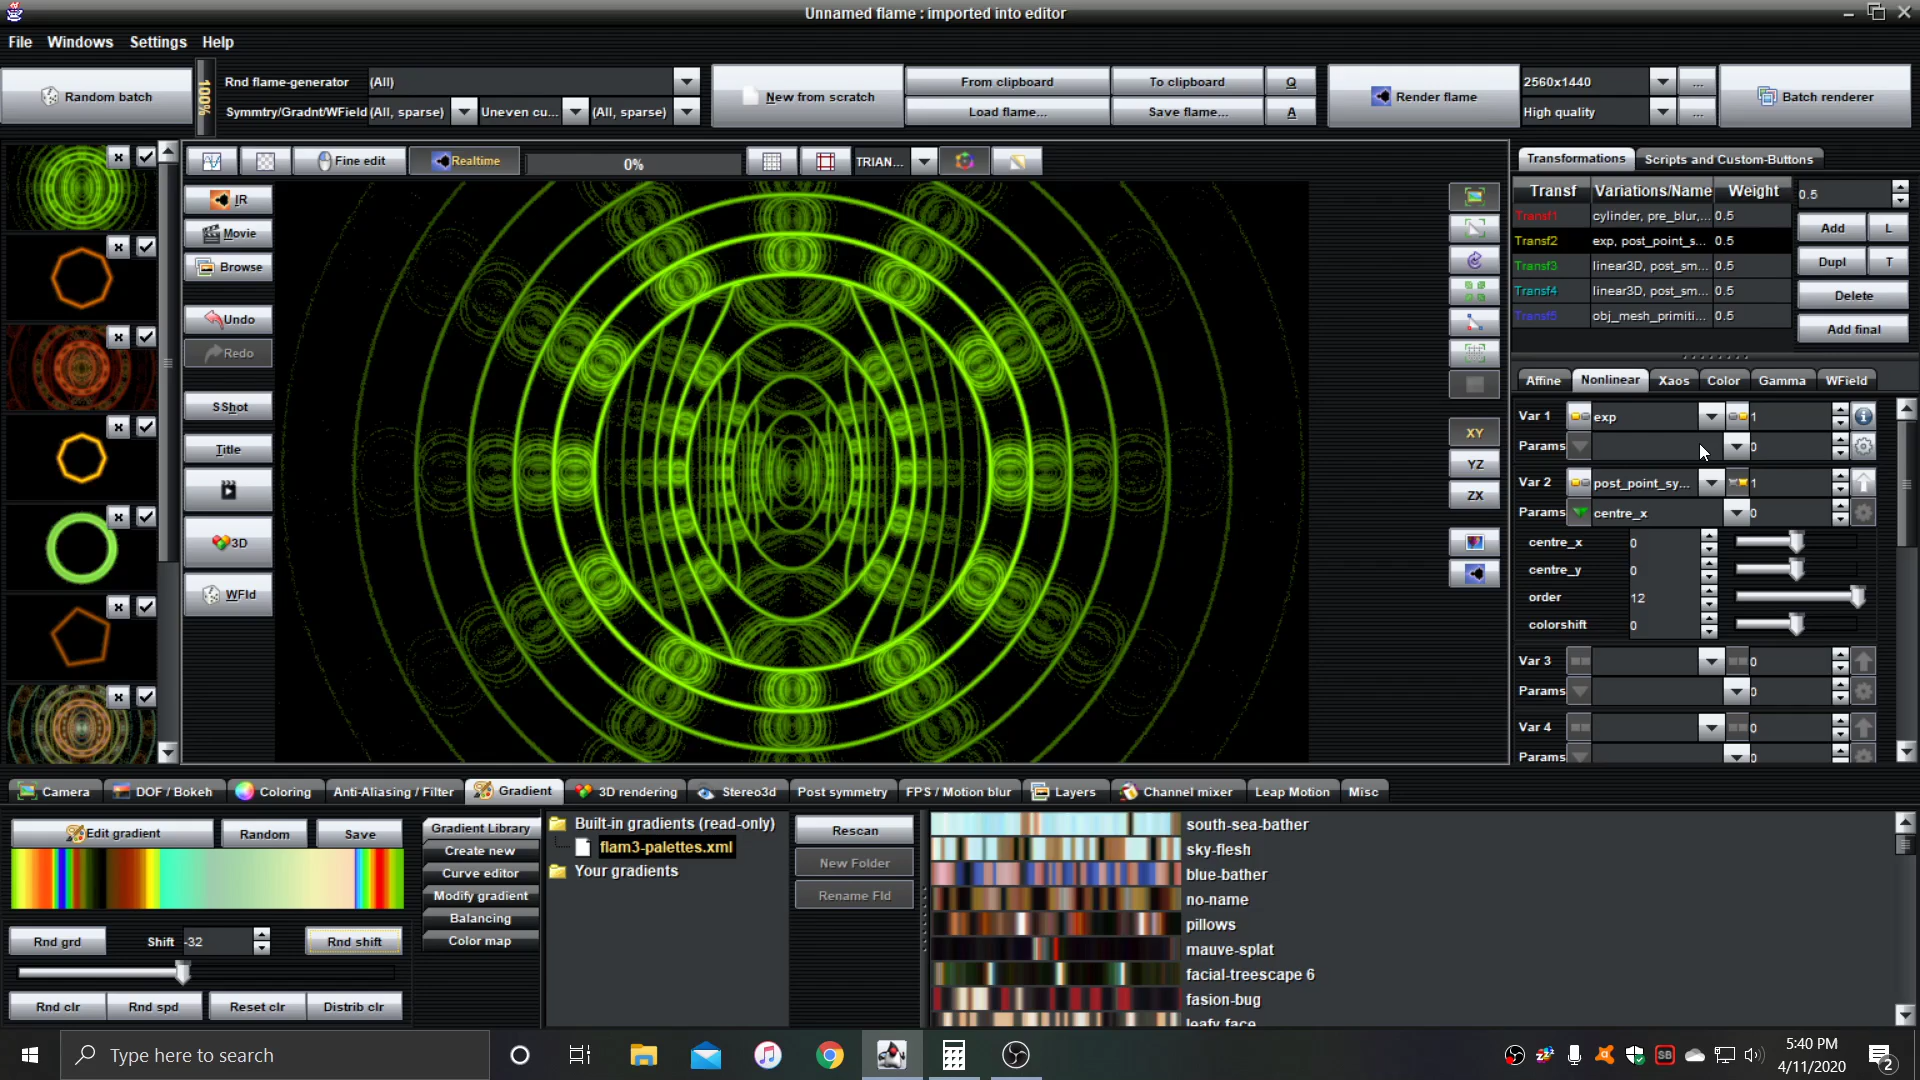 Unnamed flame : imported into editor
File Windows Settings Help
Random batch
100%
Rnd flame-generator (All)
Symmtry/Gradnt/WField (All, sparse) Uneven cu... (All, sparse)
New from scratch
From clipboard To clipboard Q
Load flame... Save flame... A
Render flame
2560x1440 ...
High quality ...
Batch renderer
Fine edit Realtime 0% TRIAN...
IR
Movie
Browse
Undo
Redo
SShot
Title
3D
WFld
XY
YZ
ZX
Transformations Scripts and Custom-Buttons
Transf Variations/Name Weight
Transf1 cylinder, pre_blur,... 0.5
Transf2 exp, post_point_s... 0.5
Transf3 linear3D, post_sm... 0.5
Transf4 linear3D, post_sm... 0.5
Transf5 obj_mesh_primiti... 0.5
0.5
Add L
Dupl T
Delete
Add final
Affine Nonlinear Xaos Color Gamma WField
Var 1 exp 1
Params 0
Var 2 post_point_sy... 1
Params centre_x 0
centre_x 0
centre_y 0
order 12
colorshift 0
Var 3 0
Params 0
Var 4 0
Params 0
Camera DOF / Bokeh Coloring Anti-Aliasing / Filter Gradient 3D rendering Stereo3d Post symmetry FPS / Motion blur Layers Channel mixer Leap Motion Misc
Edit gradient Random Save
Rnd grd Shift -32 Rnd shift
Rnd clr Rnd spd Reset clr Distrib clr
Gradient Library
Create new
Curve editor
Modify gradient
Balancing
Color map
Built-in gradients (read-only)
flam3-palettes.xml
Your gradients
Rescan
New Folder
Rename Fld
south-sea-bather
sky-flesh
blue-bather
no-name
pillows
mauve-splat
facial-treescape 6
fasion-bug
leafy face
Type here to search
SB
5:40 PM
4/11/2020
2